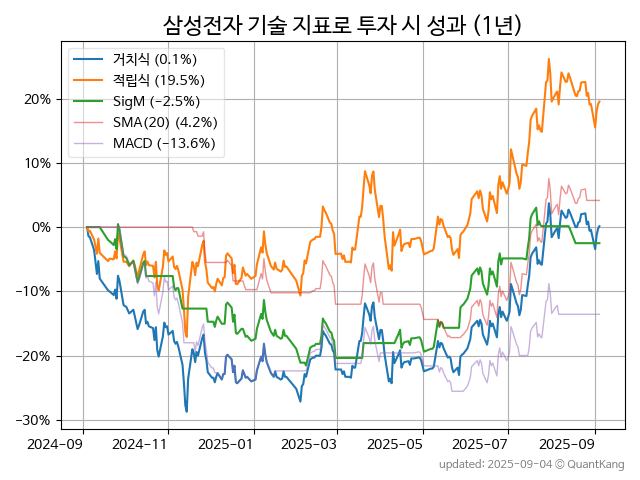 삼성전자 기술 지표로 투자 시 성과 (1년)
거치식 (0.1%)
적립식 (19.5%)
SigM (−2.5%)
SMA(20) (4.2%)
MACD (−13.6%)
20%
10%
0%
−10%
−20%
−30%
2024-09 2024-11 2025-01 2025-03 2025-05 2025-07 2025-09
updated: 2025-09-04 © QuantKang